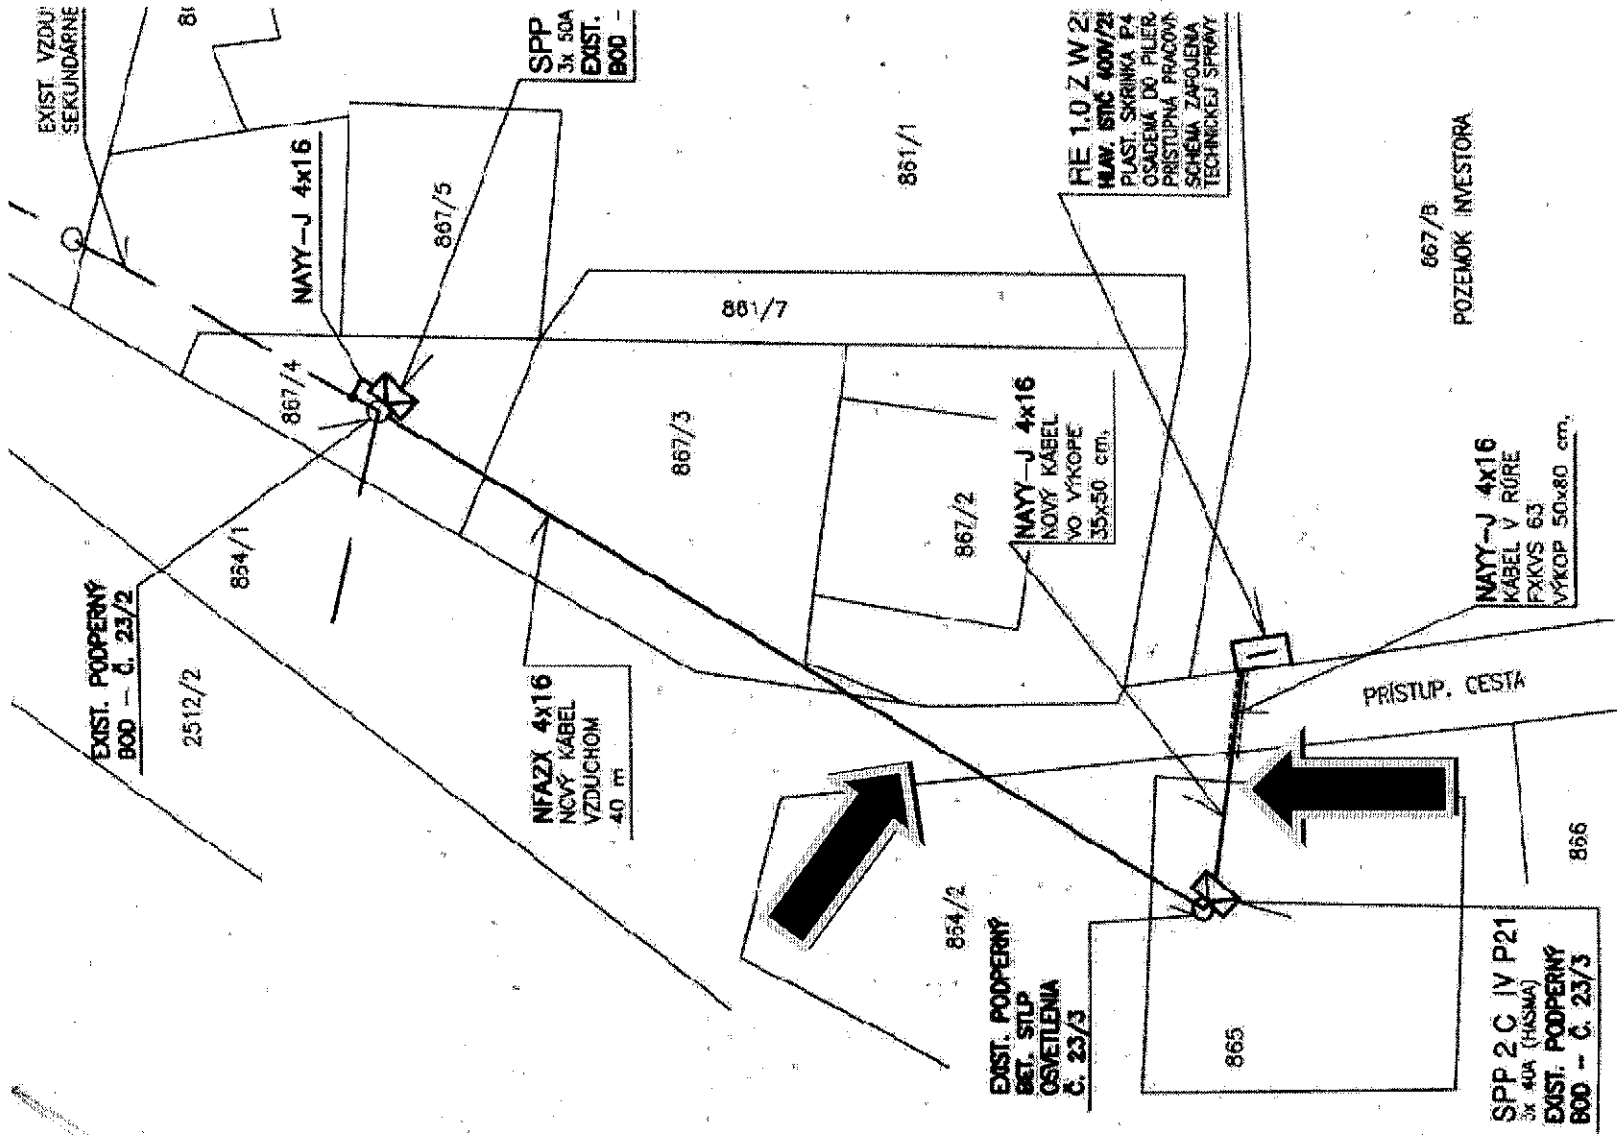 EXIST. VZDU
SEKUNDÁRNE
SPP
3x 50A
EXIST.
BOD -
NAYY-J 4x16
867/5
861/1
RE 1.0 Z W 2
HLAV. ISTIČ 400V/2
PLAST. SKRINKA P4
OSADENÁ DO PILIER
PRÍSTUPNÁ PRACOVN
SCHÉMA ZAPOJENIA
TECHNICKEJ SPRÁVY
867/8
POZEMOK INVESTORA
861/7
867/4
867/3
867/2
NAYY-J 4x16
NOVÝ KÁBEL
VO VÝKOPE
35x50 cm.
NAYY-J 4x16
KÁBEL V RÚRE
FXKVS 63
VÝKOP 50x80 cm.
864/1
EXIST. PODPERNÝ
BOD - Č. 23/2
2512/2
NFA2X 4x16
NOVÝ KÁBEL
VZDUCHOM
40 m
PRÍSTUP. CESTA
866
864/2
EXIST. PODPERNÝ
BET. STLP
OSVETLENIA
Č. 23/3
865
SPP 2 C IV P21
3x 40A (HASMA)
EXIST. PODPERNÝ
BOD - Č. 23/3